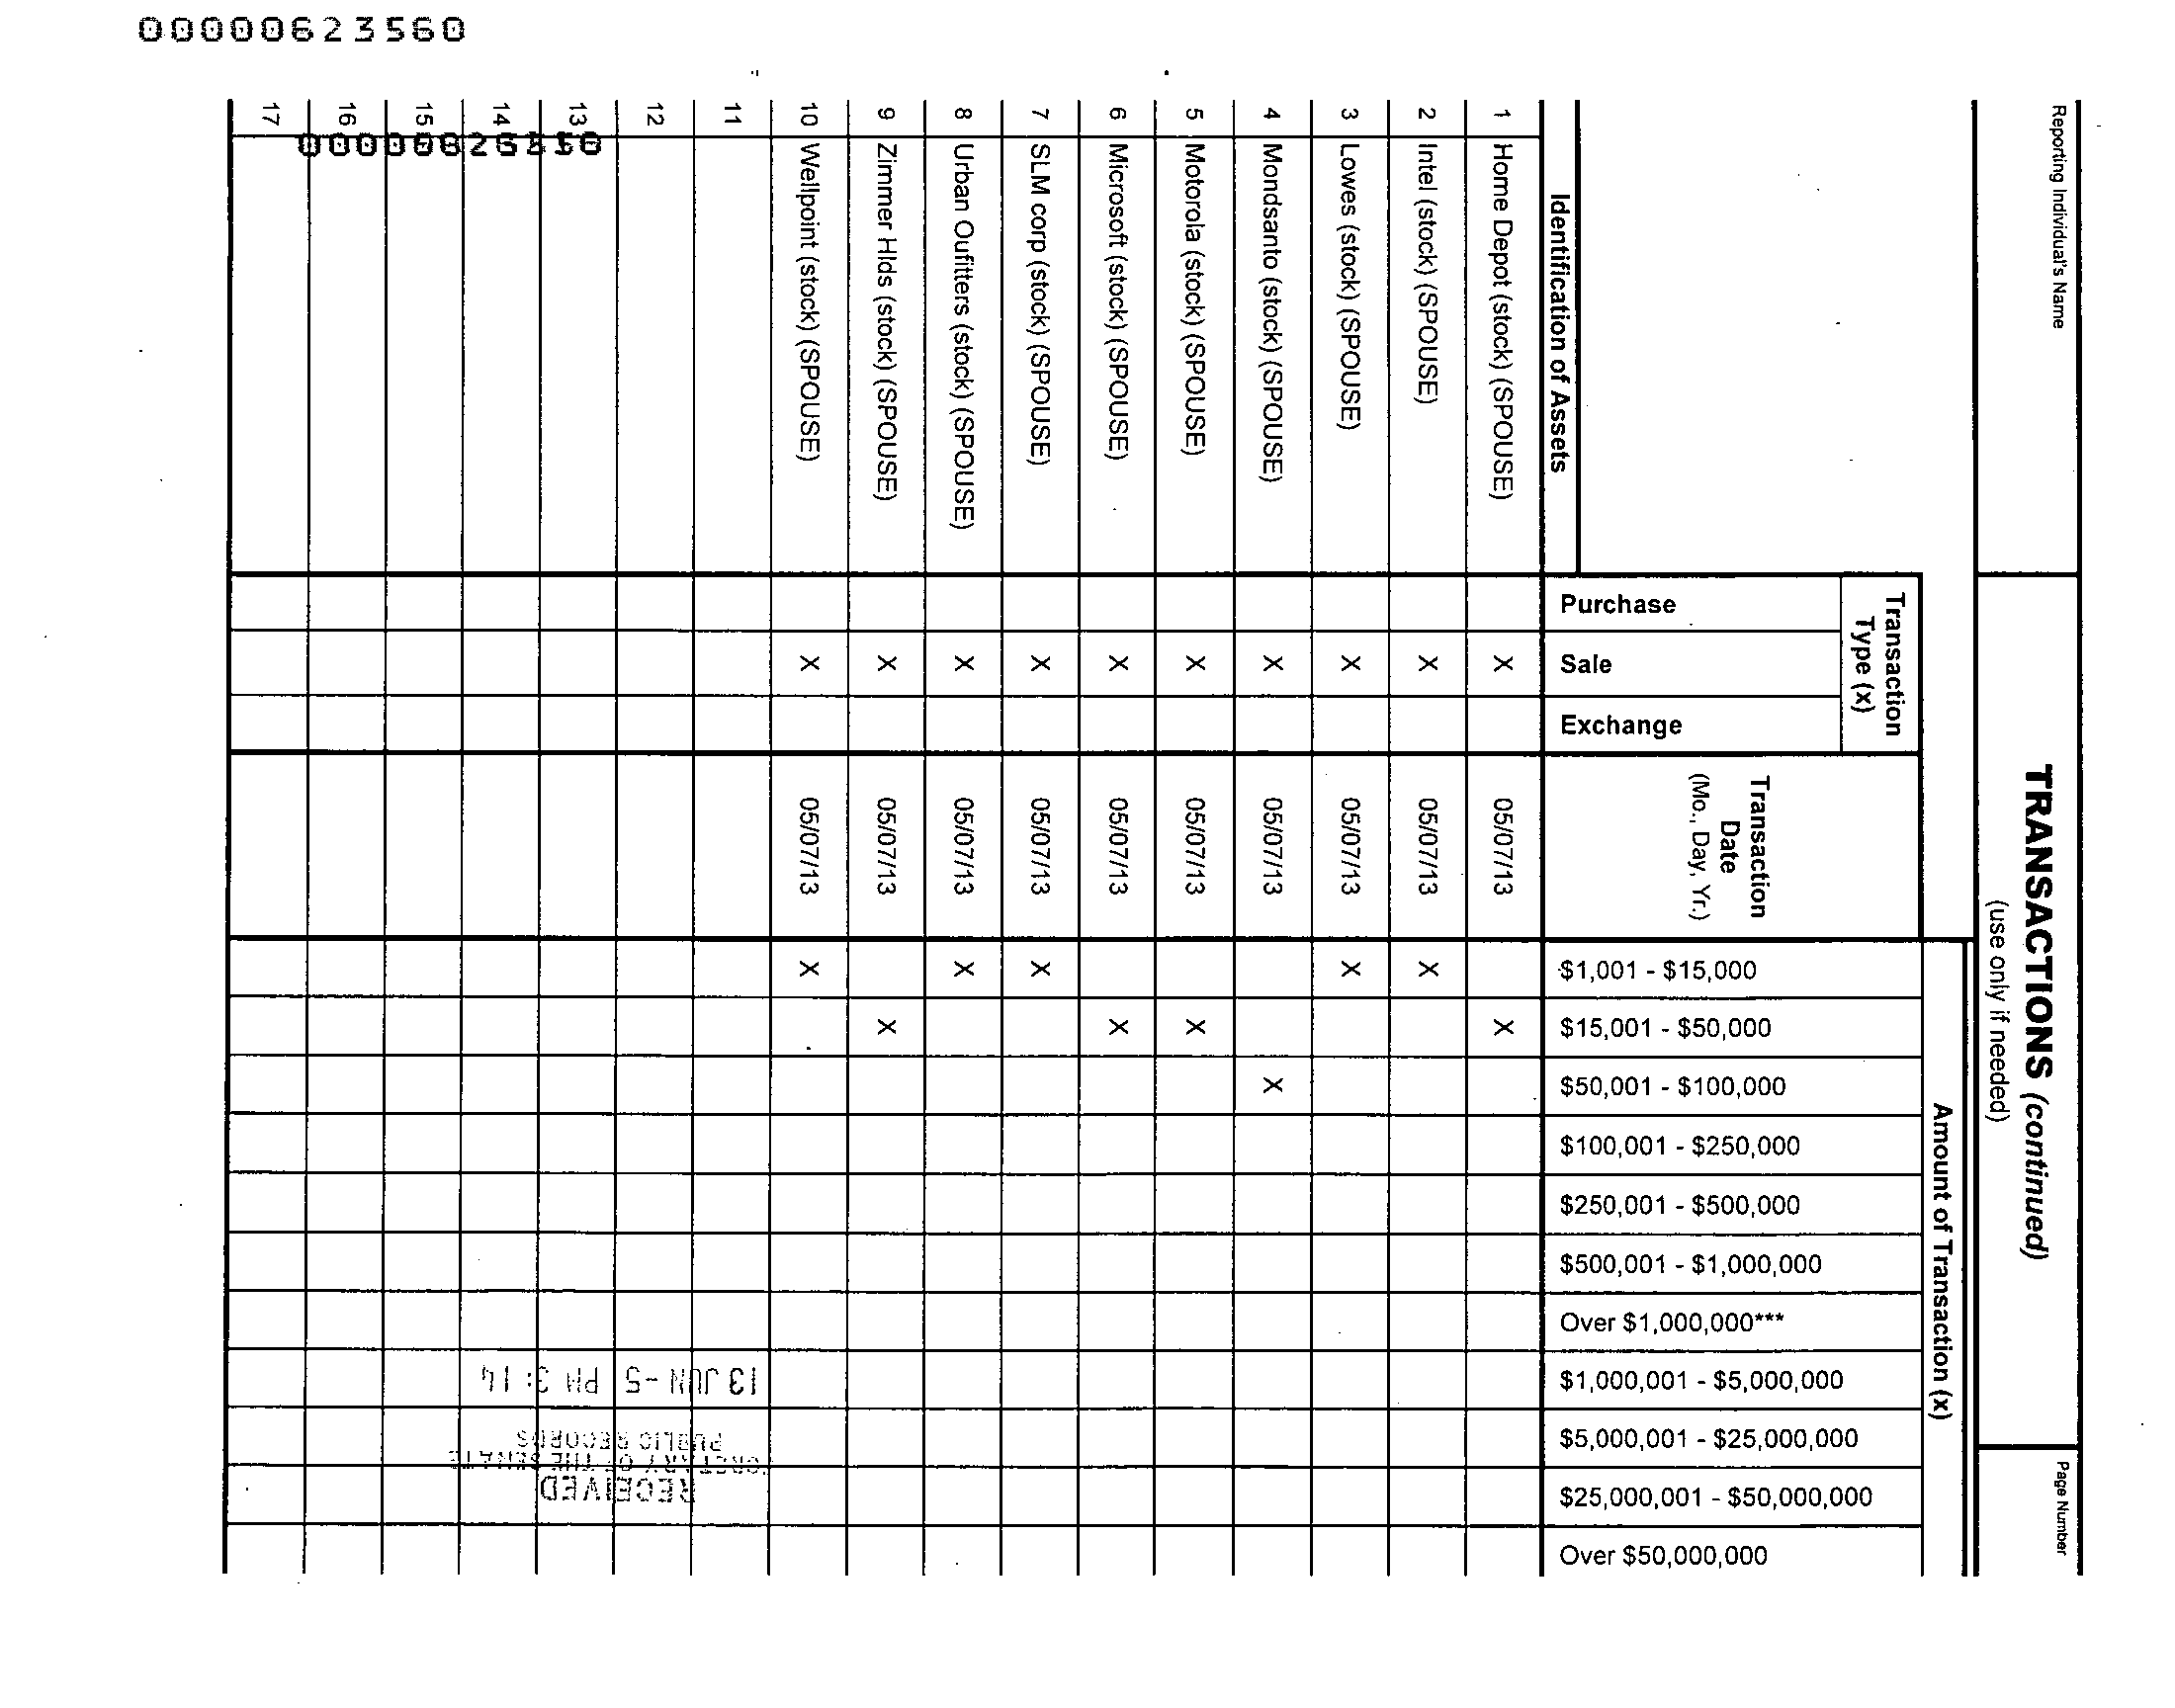 00000623560
Reporting Individual's Name
TRANSACTIONS (continued)
(use only if needed)
Page Number
Identification of Assets
Transaction Type (x)
Transaction Date (Mo., Day, Yr.)
Amount of Transaction (x)
Purchase
Sale
Exchange
$1,001 - $15,000
$15,001 - $50,000
$50,001 - $100,000
$100,001 - $250,000
$250,001 - $500,000
$500,001 - $1,000,000
Over $1,000,000***
$1,000,001 - $5,000,000
$5,000,001 - $25,000,000
$25,000,001 - $50,000,000
Over $50,000,000
1 Home Depot (stock) (SPOUSE) X 05/07/13 X
2 Intel (stock) (SPOUSE) X 05/07/13 X
3 Lowes (stock) (SPOUSE) X 05/07/13 X
4 Mondsanto (stock) (SPOUSE) X 05/07/13 X
5 Motorola (stock) (SPOUSE) X 05/07/13 X
6 Microsoft (stock) (SPOUSE) X 05/07/13 X
7 SLM corp (stock) (SPOUSE) X 05/07/13 X
8 Urban Oufitters (stock) (SPOUSE) X 05/07/13 X
9 Zimmer Hlds (stock) (SPOUSE) X 05/07/13 X
10 Wellpoint (stock) (SPOUSE) X 05/07/13 X
11
12
13
14
15
16
17
RECEIVED
OF THE SENATE
PUBLIC RECORDS
13 JUN -5 PM 3: 14